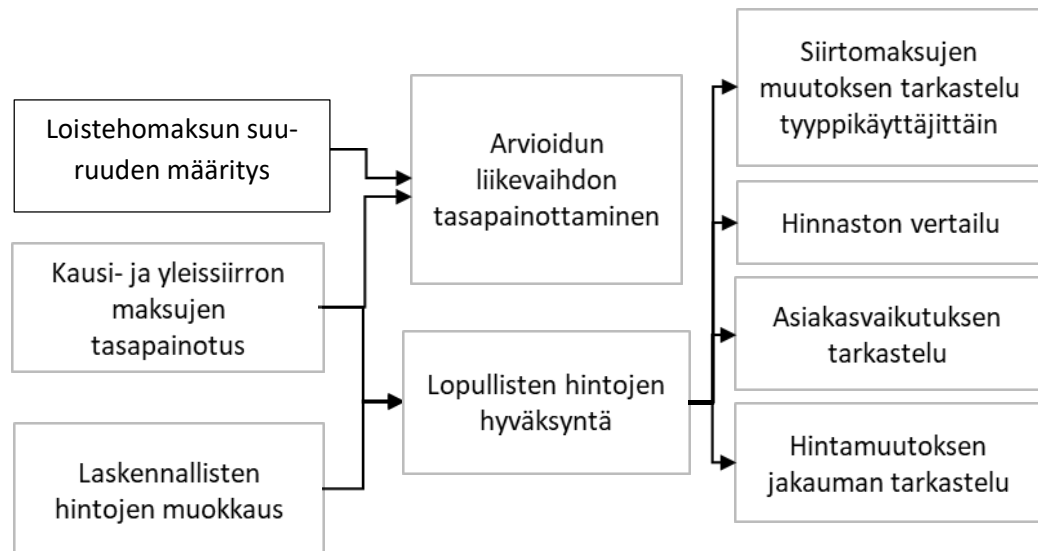 Loistehomaksun suu-
ruuden määritys
Kausi- ja yleissiirron
maksujen
tasapainotus
Laskennallisten
hintojen muokkaus
Arvioidun
liikevaihdon
tasapainottaminen
Lopullisten hintojen
hyväksyntä
Siirtomaksujen
muutoksen tarkastelu
tyyppikäyttäjittäin
Hinnaston vertailu
Asiakasvaikutuksen
tarkastelu
Hintamuutoksen
jakauman tarkastelu